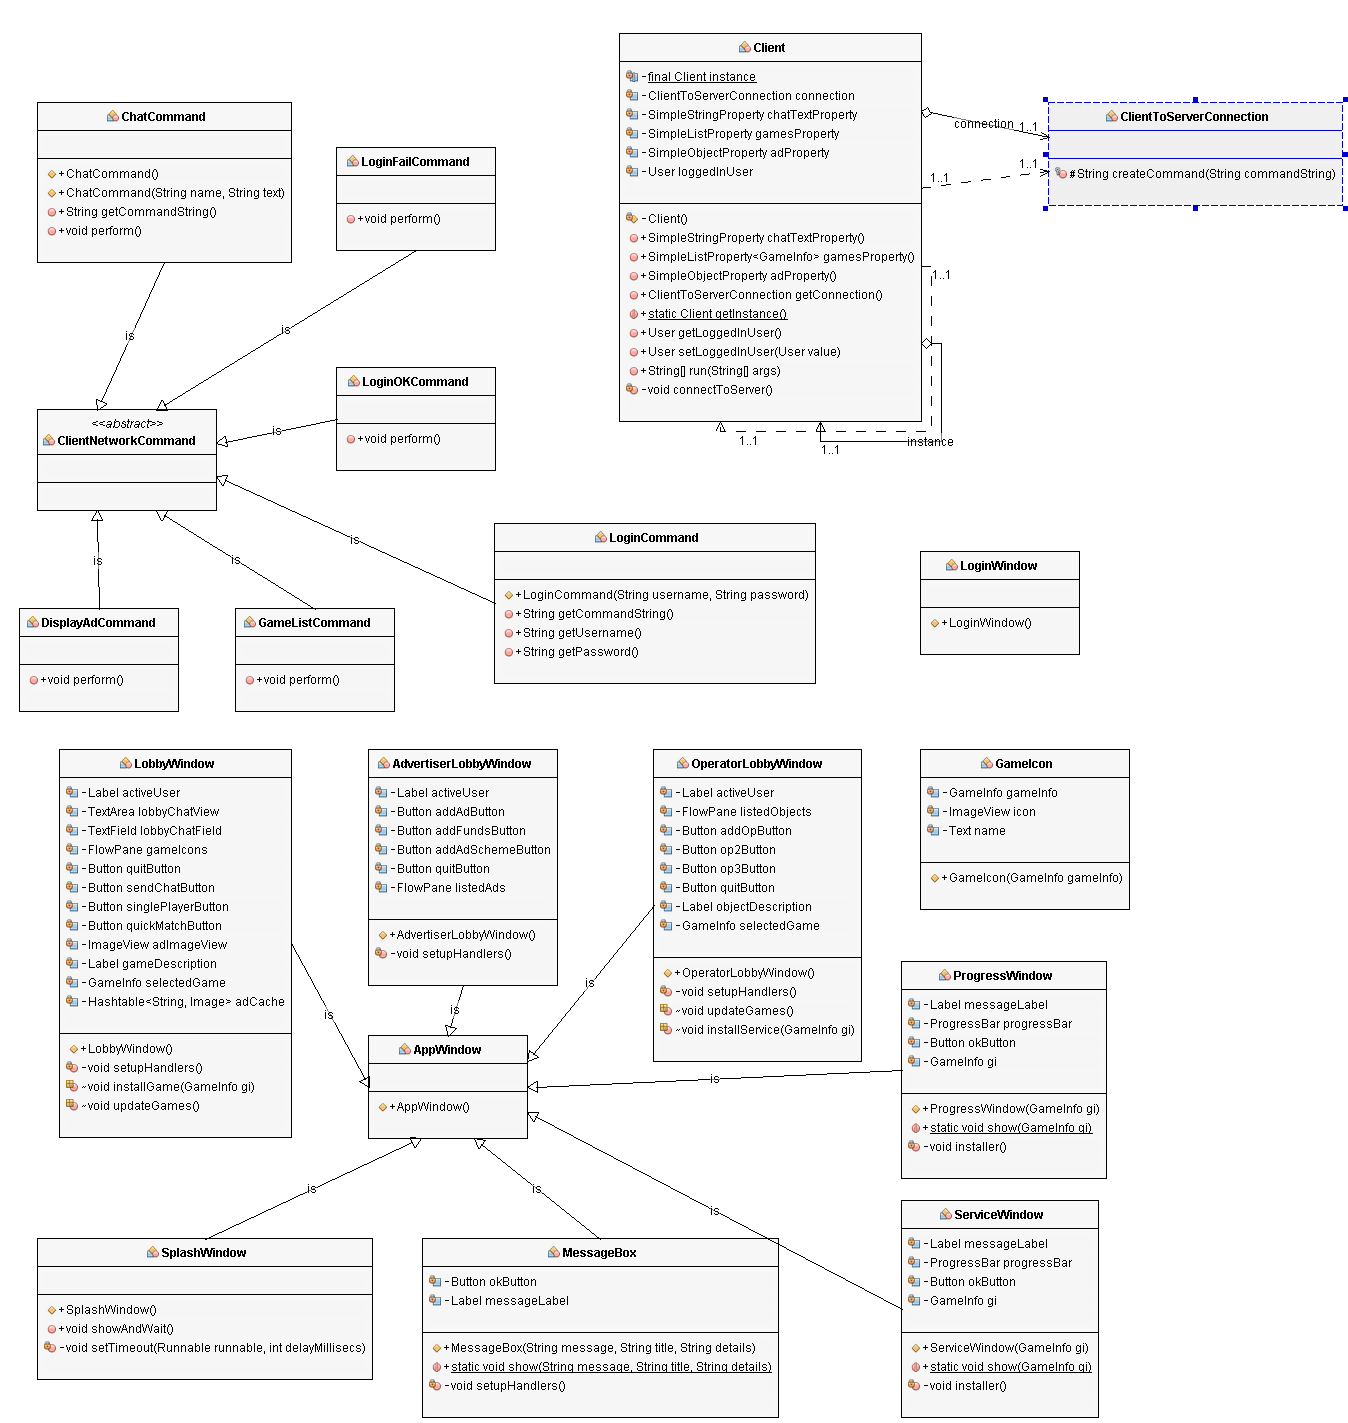 Client
-final Client instance
-ClientToServerConnection connection
-SimpleStringProperty chatTextProperty
-SimpleListProperty gamesProperty
-SimpleObjectProperty adProperty
-User loggedInUser
-Client()
+SimpleStringProperty chatTextProperty()
+SimpleListProperty<GameInfo> gamesProperty()
+SimpleObjectProperty adProperty()
+ClientToServerConnection getConnection()
+static Client getInstance()
+User getLoggedInUser()
+User setLoggedInUser(User value)
+String[] run(String[] args)
-void connectToServer()
connection
1..1
1..1
1..1
1..1
1..1
1..1
instance
ClientToServerConnection
#String createCommand(String commandString)
ChatCommand
+ChatCommand()
+ChatCommand(String name, String text)
+String getCommandString()
+void perform()
LoginFailCommand
+void perform()
is
is
LoginOKCommand
+void perform()
is
<<abstract>>
ClientNetworkCommand
is
is
is
LoginCommand
+LoginCommand(String username, String password)
+String getCommandString()
+String getUsername()
+String getPassword()
LoginWindow
+LoginWindow()
DisplayAdCommand
+void perform()
GameListCommand
+void perform()
LobbyWindow
-Label activeUser
-TextArea lobbyChatView
-TextField lobbyChatField
-FlowPane gameIcons
-Button quitButton
-Button sendChatButton
-Button singlePlayerButton
-Button quickMatchButton
-ImageView adImageView
-Label gameDescription
-GameInfo selectedGame
-Hashtable<String, Image> adCache
+LobbyWindow()
-void setupHandlers()
~void installGame(GameInfo gi)
~void updateGames()
AdvertiserLobbyWindow
-Label activeUser
-Button addAdButton
-Button addFundsButton
-Button addAdSchemeButton
-Button quitButton
-FlowPane listedAds
+AdvertiserLobbyWindow()
-void setupHandlers()
OperatorLobbyWindow
-Label activeUser
-FlowPane listedObjects
-Button addOpButton
-Button op2Button
-Button op3Button
-Button quitButton
-Label objectDescription
-GameInfo selectedGame
+OperatorLobbyWindow()
-void setupHandlers()
~void updateGames()
~void installService(GameInfo gi)
GameIcon
-GameInfo gameInfo
-ImageView icon
-Text name
+GameIcon(GameInfo gameInfo)
is
is
is
AppWindow
+AppWindow()
is
ProgressWindow
-Label messageLabel
-ProgressBar progressBar
-Button okButton
-GameInfo gi
+ProgressWindow(GameInfo gi)
+static void show(GameInfo gi)
-void installer()
is
is
is
SplashWindow
+SplashWindow()
+void showAndWait()
-void setTimeout(Runnable runnable, int delayMillisecs)
MessageBox
-Button okButton
-Label messageLabel
+MessageBox(String message, String title, String details)
+static void show(String message, String title, String details)
-void setupHandlers()
ServiceWindow
-Label messageLabel
-ProgressBar progressBar
-Button okButton
-GameInfo gi
+ServiceWindow(GameInfo gi)
+static void show(GameInfo gi)
-void installer()